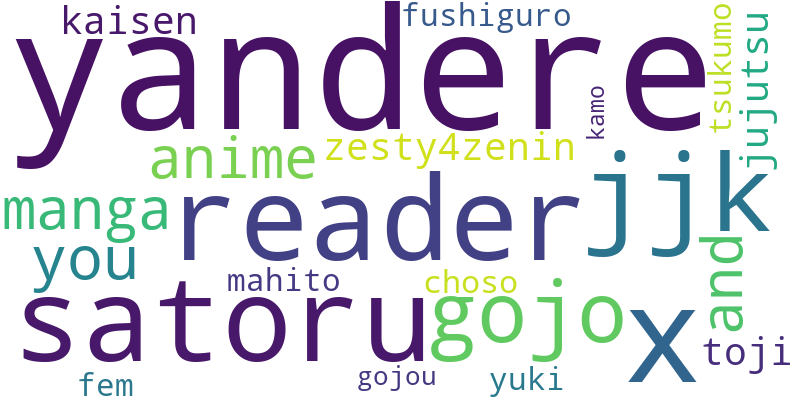 kaisen
fushiguro
yandere
tsukumo
jujutsu
kamo
anime
zesty4zenin
manga
reader
jjk
you
and
mahito
choso
satoru
gojo
x
toji
fem
gojou
yuki